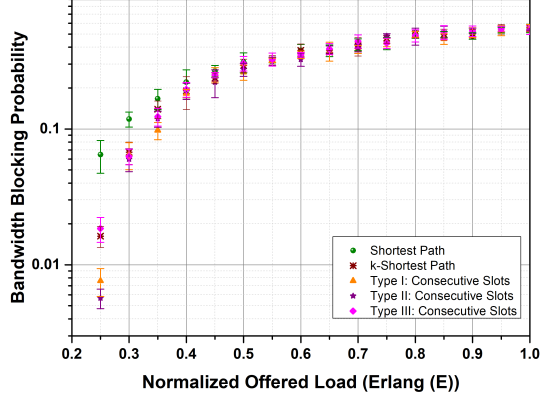 Bandwidth Blocking Probability
0.1
0.01
Shortest Path
k-Shortest Path
Type I: Consecutive Slots
Type II: Consecutive Slots
Type III: Consecutive Slots
0.2 0.3 0.4 0.5 0.6 0.7 0.8 0.9 1.0
Normalized Offered Load (Erlang (E))